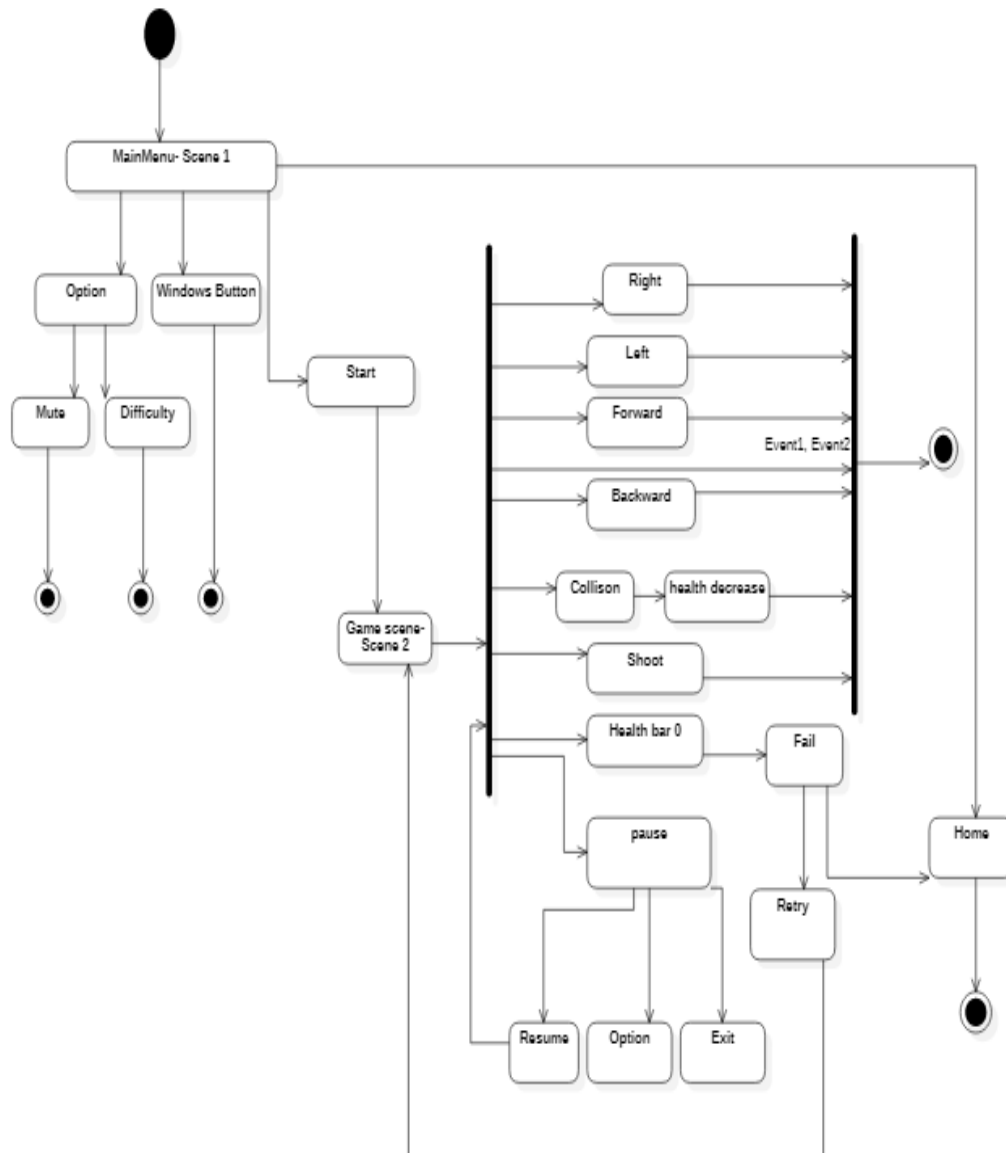 MainMenu- Scene 1
Option
Windows Button
Mute
Difficulty
Start
Game scene-
Scene 2
Right
Left
Forward
Event1, Event2
Backward
Collison
health decrease
Shoot
Health bar 0
Fail
pause
Home
Retry
Resume
Option
Exit